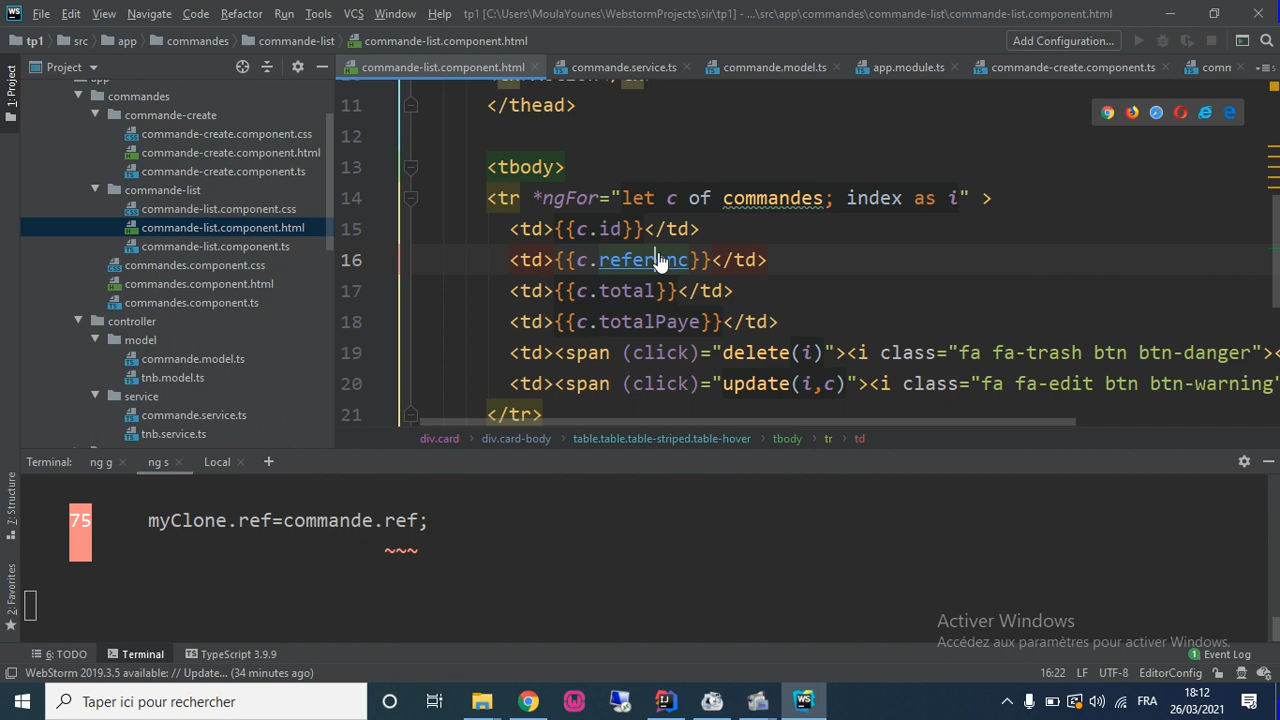 File Edit View Navigate Code Refactor Run Tools VCS Window Help tp1 [C:\Users\MoulaYounes\WebstormProjects\sir\tp1] - ...\src\app\commandes\commande-list\commande-list.component.html
tp1 src app commandes commande-list commande-list.component.html Add Configuration...
Project commande-list.component.html commande.service.ts commande.model.ts app.module.ts commande-create.component.ts comn
1: Project
commandes
commande-create
commande-create.component.css
commande-create.component.html
commande-create.component.ts
commande-list
commande-list.component.css
commande-list.component.html
commande-list.component.ts
commandes.component.css
commandes.component.html
commandes.component.ts
controller
model
commande.model.ts
tnb.model.ts
service
commande.service.ts
tnb.service.ts
11 </thead>
12
13 <tbody>
14 <tr *ngFor="let c of commandes; index as i" >
15 <td>{{c.id}}</td>
16 <td>{{c.referenc}}</td>
17 <td>{{c.total}}</td>
18 <td>{{c.totalPaye}}</td>
19 <td><span (click)="delete(i)"><i class="fa fa-trash btn btn-danger"><
20 <td><span (click)="update(i,c)"><i class="fa fa-edit btn btn-warning"
21 </tr>
div.card div.card-body table.table.table-striped.table-hover tbody tr td
Terminal: ng g ng s Local +
75 myClone.ref=commande.ref;
~~~
7: Structure
2: Favorites
Activer Windows
Accédez aux paramètres pour activer Windows.
6: TODO Terminal TypeScript 3.9.9 1 Event Log
WebStorm 2019.3.5 available: // Update... (34 minutes ago) 16:22 LF UTF-8 EditorConfig
Taper ici pour rechercher FRA 18:12
26/03/2021